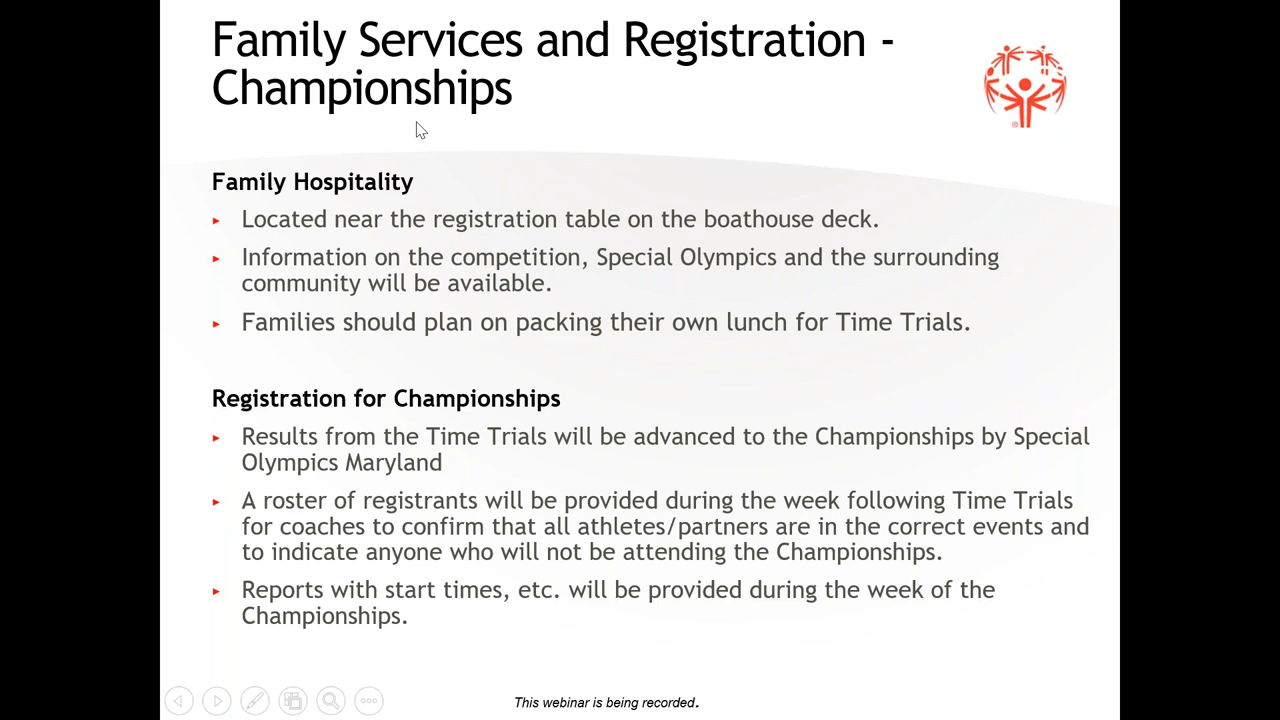 Family Services and Registration -
Championships
Family Hospitality
Located near the registration table on the boathouse deck.
Information on the competition, Special Olympics and the surrounding
community will be available.
Families should plan on packing their own lunch for Time Trials.
Registration for Championships
Results from the Time Trials will be advanced to the Championships by Special
Olympics Maryland
A roster of registrants will be provided during the week following Time Trials
for coaches to confirm that all athletes/partners are in the correct events and
to indicate anyone who will not be attending the Championships.
Reports with start times, etc. will be provided during the week of the
Championships.
This webinar is being recorded.